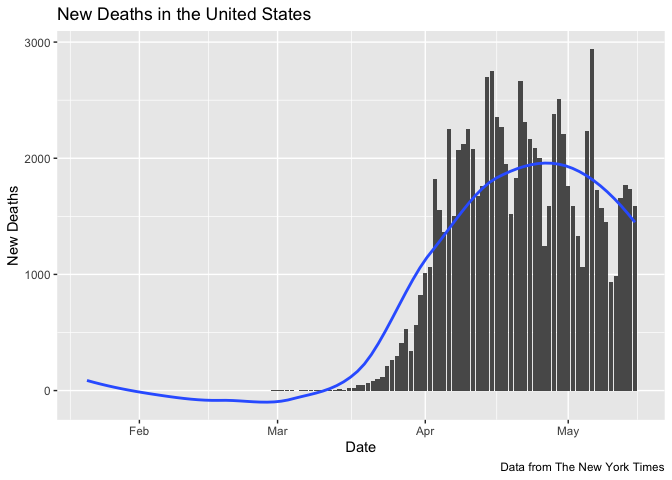 New Deaths in the United States
New Deaths
3000
2000
1000
0
Feb
Mar
Apr
May
Date
Data from The New York Times